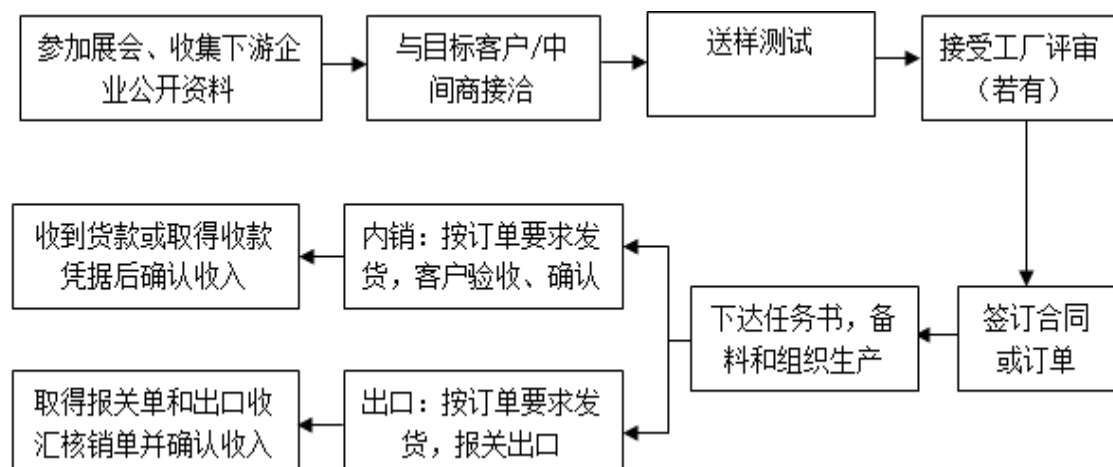 参加展会、收集下游企
业公开资料
与目标客户/中
间商接洽
送样测试
接受工厂评审
（若有）
签订合同
或订单
下达任务书，备
料和组织生产
内销：按订单要求发
货，客户验收、确认
收到货款或取得收款
凭据后确认收入
出口：按订单要求发
货，报关出口
取得报关单和出口收
汇核销单并确认收入